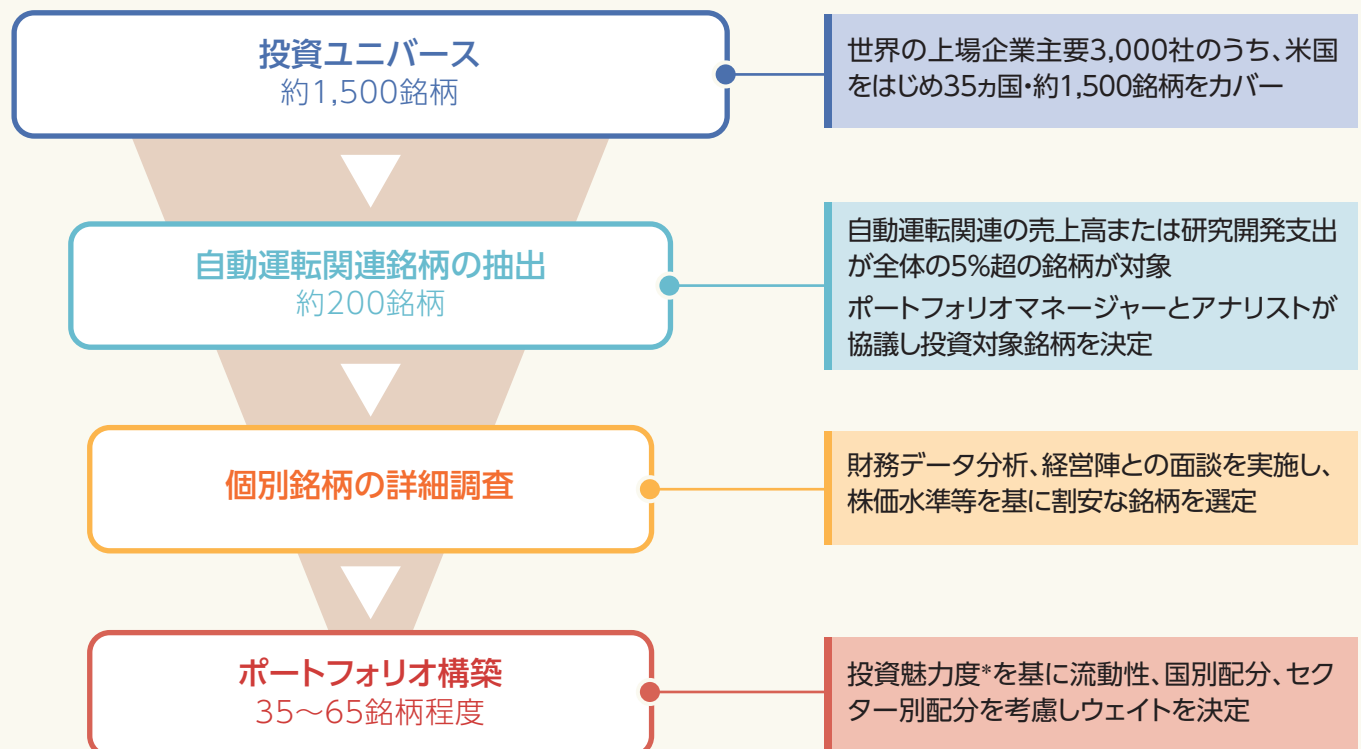 投資ユニバース
約1,500銘柄
世界の上場企業主要3,000社のうち、米国
をはじめ35ヵ国・約1,500銘柄をカバー
自動運転関連銘柄の抽出
約200銘柄
自動運転関連の売上高または研究開発支出
が全体の5%超の銘柄が対象
ポートフォリオマネージャーとアナリストが
協議し投資対象銘柄を決定
個別銘柄の詳細調査
財務データ分析、経営陣との面談を実施し、
株価水準等を基に割安な銘柄を選定
ポートフォリオ構築
35～65銘柄程度
投資魅力度*を基に流動性、国別配分、セク
ター別配分を考慮しウェイトを決定